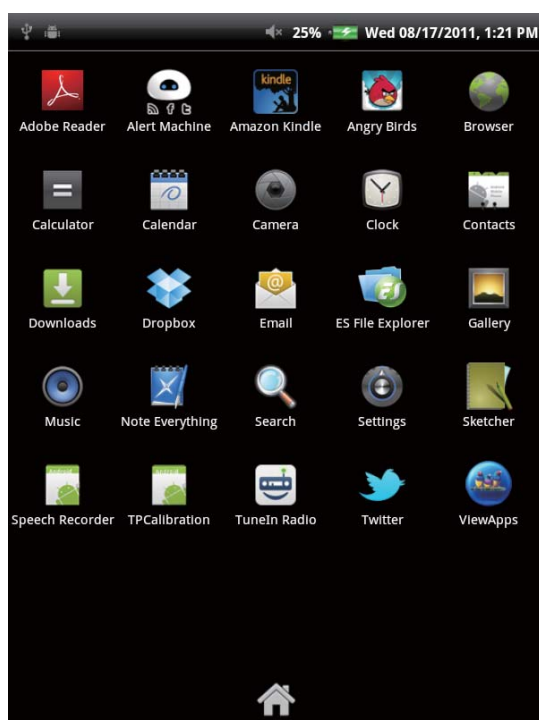 25% Wed 08/17/2011, 1:21 PM
kindle
Adobe Reader Alert Machine Amazon Kindle Angry Birds Browser
Calculator Calendar Camera Clock Contacts
Downloads Dropbox Email ES File Explorer Gallery
Music Note Everything Search Settings Sketcher
Speech Recorder TPCalibration TuneIn Radio Twitter ViewApps